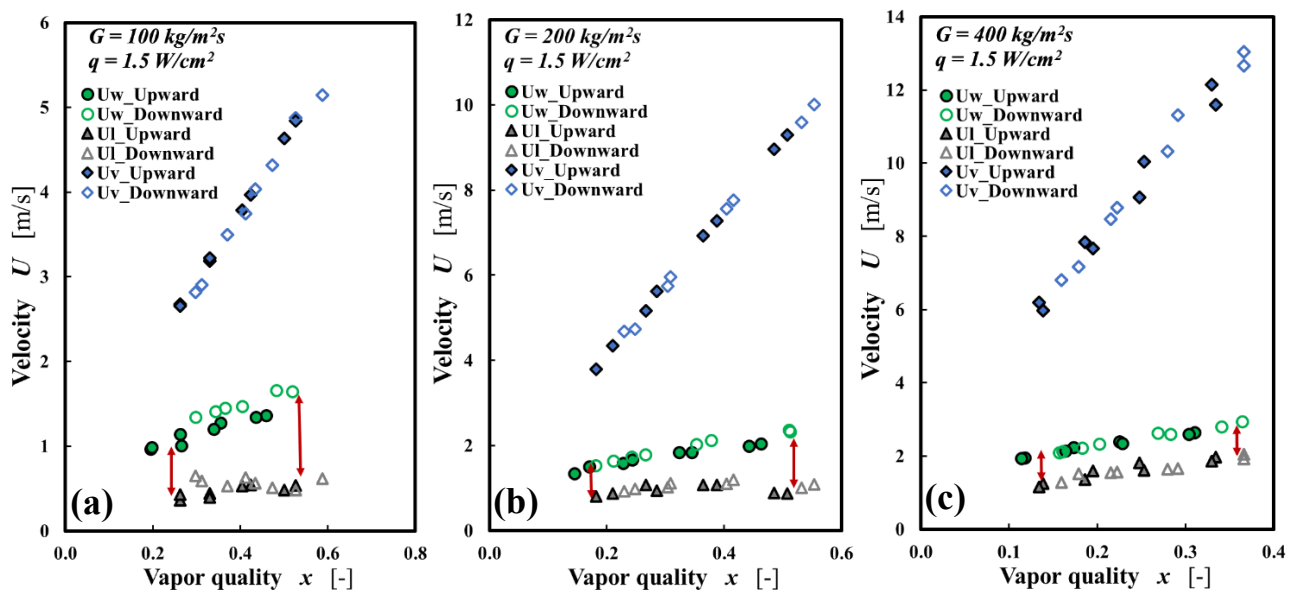 G = 100 kg/m²s
q = 1.5 W/cm²
Uw_Upward
Uw_Downward
Ul_Upward
Ul_Downward
Uv_Upward
Uv_Downward
6
5
4
3
2
1
0
0.0 0.2 0.4 0.6 0.8
Velocity U [m/s]
Vapor quality x [-]
(a)
G = 200 kg/m²s
q = 1.5 W/cm²
Uw_Upward
Uw_Downward
Ul_Upward
Ul_Downward
Uv_Upward
Uv_Downward
12
10
8
6
4
2
0
0.0 0.2 0.4 0.6
Velocity U [m/s]
Vapor quality x [-]
(b)
G = 400 kg/m²s
q = 1.5 W/cm²
Uw_Upward
Uw_Downward
Ul_Upward
Ul_Downward
Uv_Upward
Uv_Downward
14
12
10
8
6
4
2
0
0.0 0.1 0.2 0.3 0.4
Velocity U [m/s]
Vapor quality x [-]
(c)